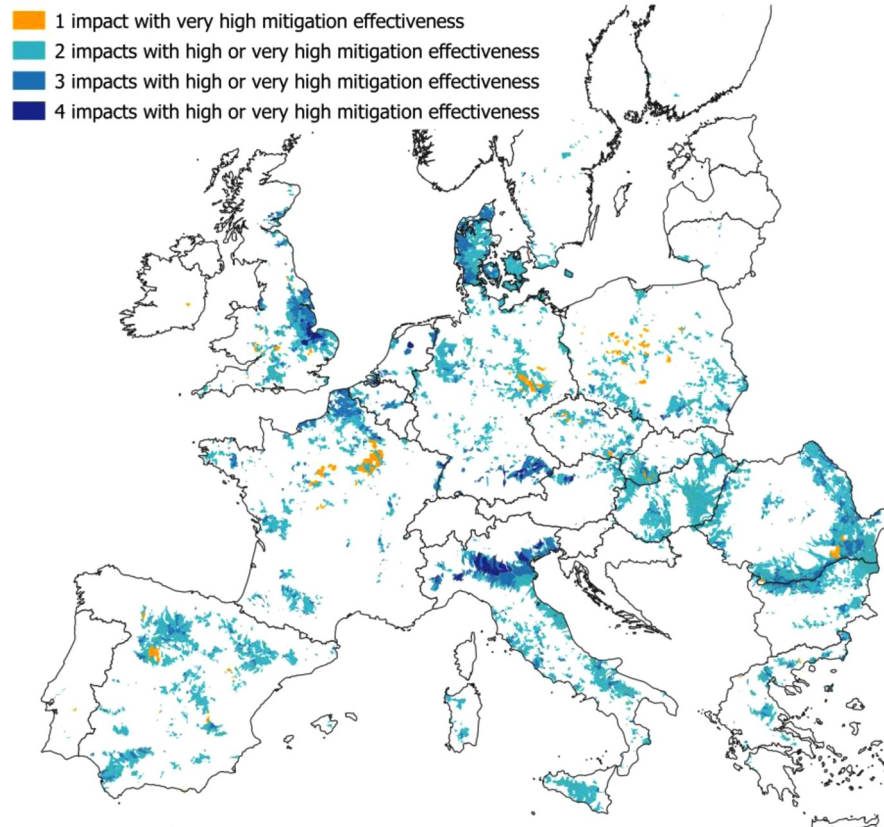 1 impact with very high mitigation effectiveness
2 impacts with high or very high mitigation effectiveness
3 impacts with high or very high mitigation effectiveness
4 impacts with high or very high mitigation effectiveness